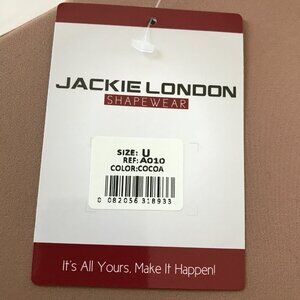 JACKIE LONDON
SHAPEWEAR
SIZE: U
REF: A010
COLOR:COCOA
0 082056 318933
It's All Yours, Make It Happen!